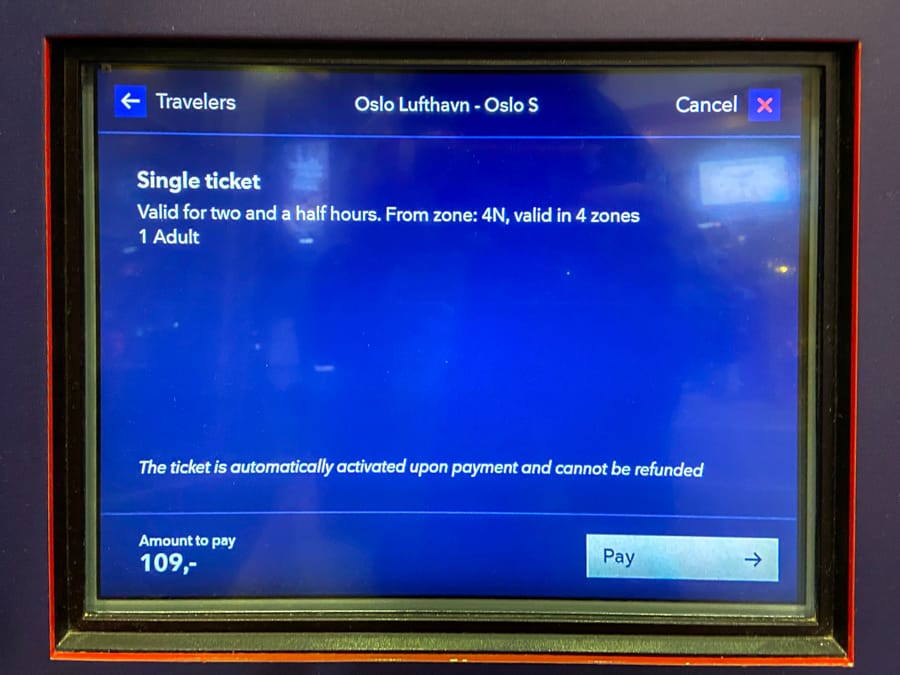 Travelers
Oslo Lufthavn - Oslo S
Cancel
Single ticket
Valid for two and a half hours. From zone: 4N, valid in 4 zones
1 Adult
The ticket is automatically activated upon payment and cannot be refunded
Amount to pay
109,-
Pay